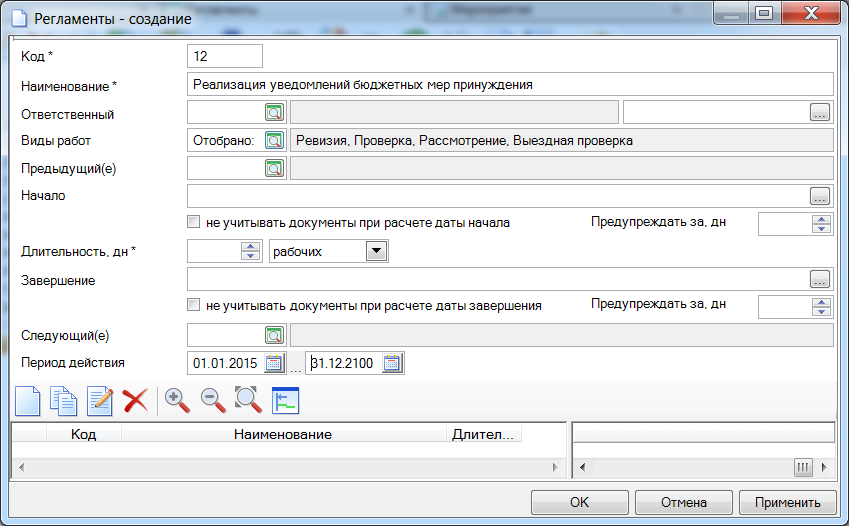 Регламенты - создание
Код *
12
Наименование *
Реализация уведомлений бюджетных мер принуждения
Ответственный
...
Виды работ
Отобрано:
Ревизия, Проверка, Рассмотрение, Выездная проверка
Предыдущий(е)
Начало
...
не учитывать документы при расчете даты начала
Предупреждать за, дн
Длительность, дн *
рабочих
Завершение
...
не учитывать документы при расчете даты завершения
Предупреждать за, дн
Следующий(е)
Период действия
01.01.2015
...
31.12.2100
Код
Наименование
Длител...
OK
Отмена
Применить